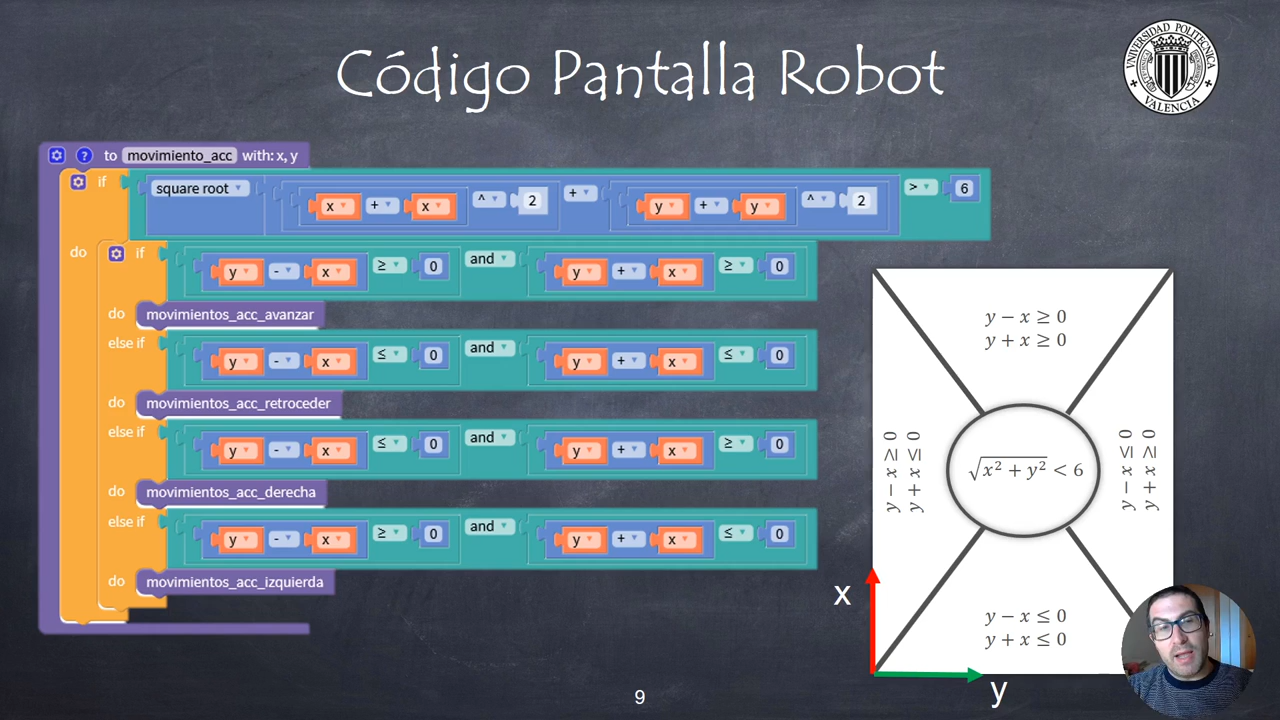 Código Pantalla Robot
UNIVERSIDAD POLITECNICA
VALENCIA
? to movimiento_acc with: x, y
if square root x + x ^ 2 + y + y ^ 2 > 6
do if y - x ≥ 0 and y + x ≥ 0
do movimientos_acc_avanzar
else if y - x ≤ 0 and y + x ≤ 0
do movimientos_acc_retroceder
else if y - x ≤ 0 and y + x ≥ 0
do movimientos_acc_derecha
else if y - x ≥ 0 and y + x ≤ 0
do movimientos_acc_izquierda
y − x ≥ 0
y + x ≥ 0
y − x ≥ 0
y + x ≤ 0
√x² + y² < 6
y − x ≤ 0
y + x ≥ 0
y − x ≤ 0
y + x ≤ 0
x
y
9